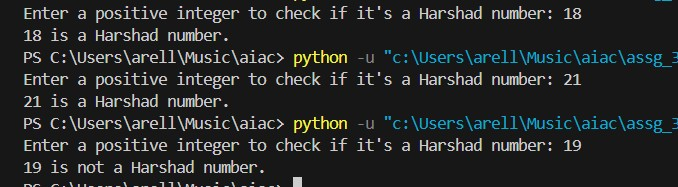 Enter a positive integer to check if it's a Harshad number: 18
18 is a Harshad number.
PS C:\Users\arell\Music\aiac> python -u "c:\Users\arell\Music\aiac\assg_3
Enter a positive integer to check if it's a Harshad number: 21
21 is a Harshad number.
PS C:\Users\arell\Music\aiac> python -u "c:\Users\arell\Music\aiac\assg_3
Enter a positive integer to check if it's a Harshad number: 19
19 is not a Harshad number.
PS C:\Users\arell\Music\aiac>